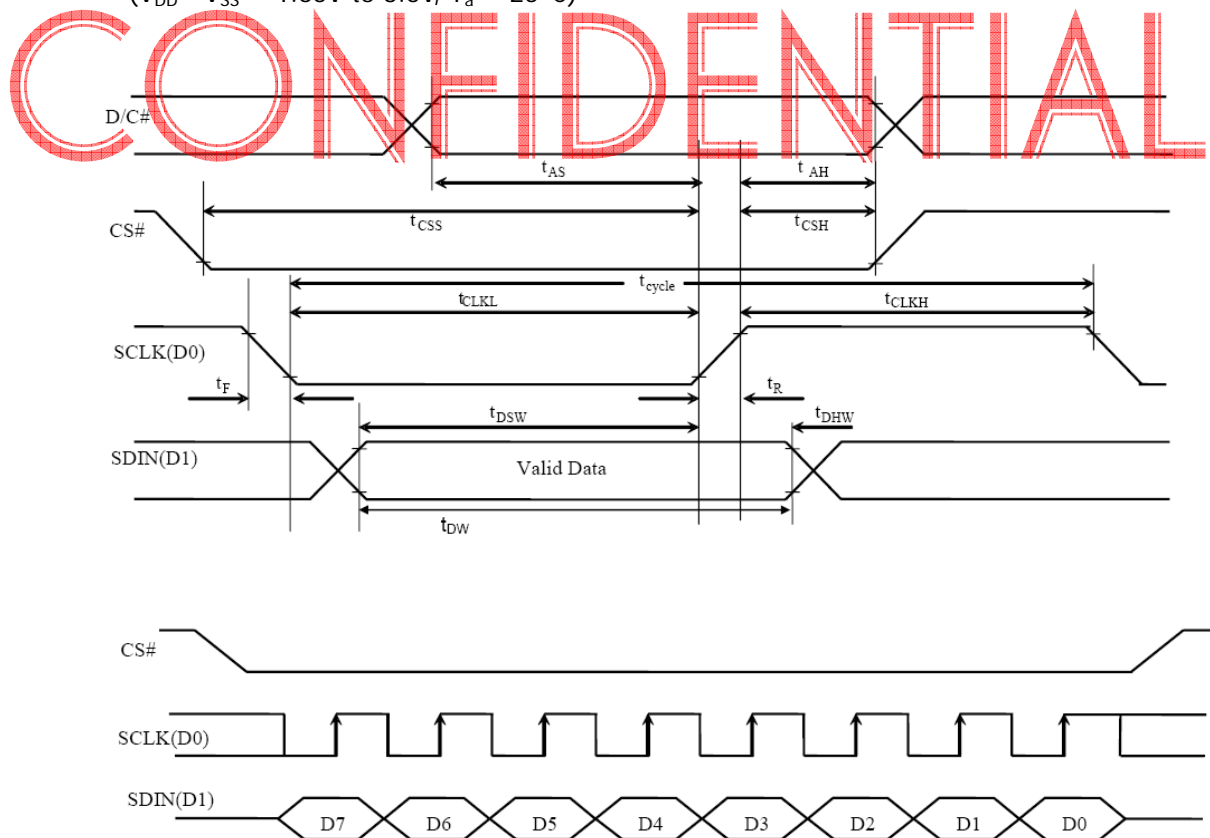 CONFIDENTIAL
D/C#
tAS
tAH
tCSS
tCSH
CS#
tcycle
tCLKL
tCLKH
SCLK(D0)
tF
tR
tDSW
tDHW
SDIN(D1)
Valid Data
tDW
CS#
SCLK(D0)
SDIN(D1)
D7 D6 D5 D4 D3 D2 D1 D0